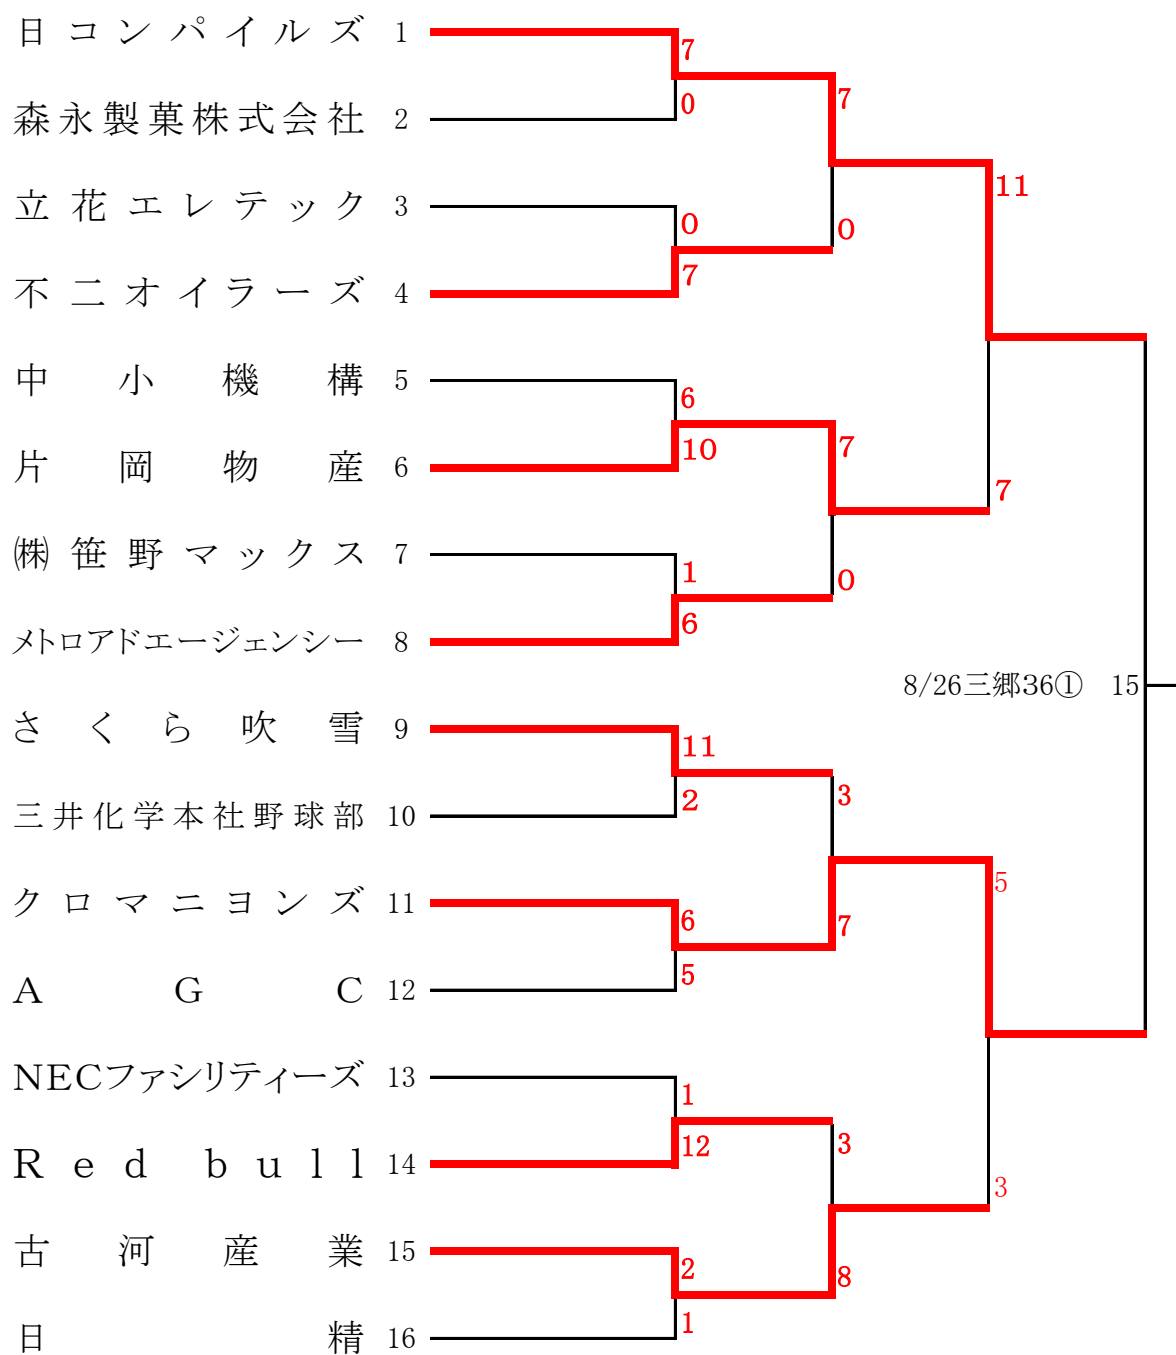 日コンパイルズ 1
7
7
0
森永製菓株式会社 2
11
立花エレテック 3
0
0
7
不二オイラーズ 4
中小機構 5
6
7
10
片岡物産 6
7
㈱笹野マックス 7
1
0
6
メトロアドエージェンシー 8
8/26三郷36① 15
さくら吹雪 9
11
3
2
三井化学本社野球部 10
5
クロマニヨンズ 11
6
7
5
AGC 12
NECファシリティーズ 13
1
3
12
Red bull 14
3
古河産業 15
2
8
1
日精 16